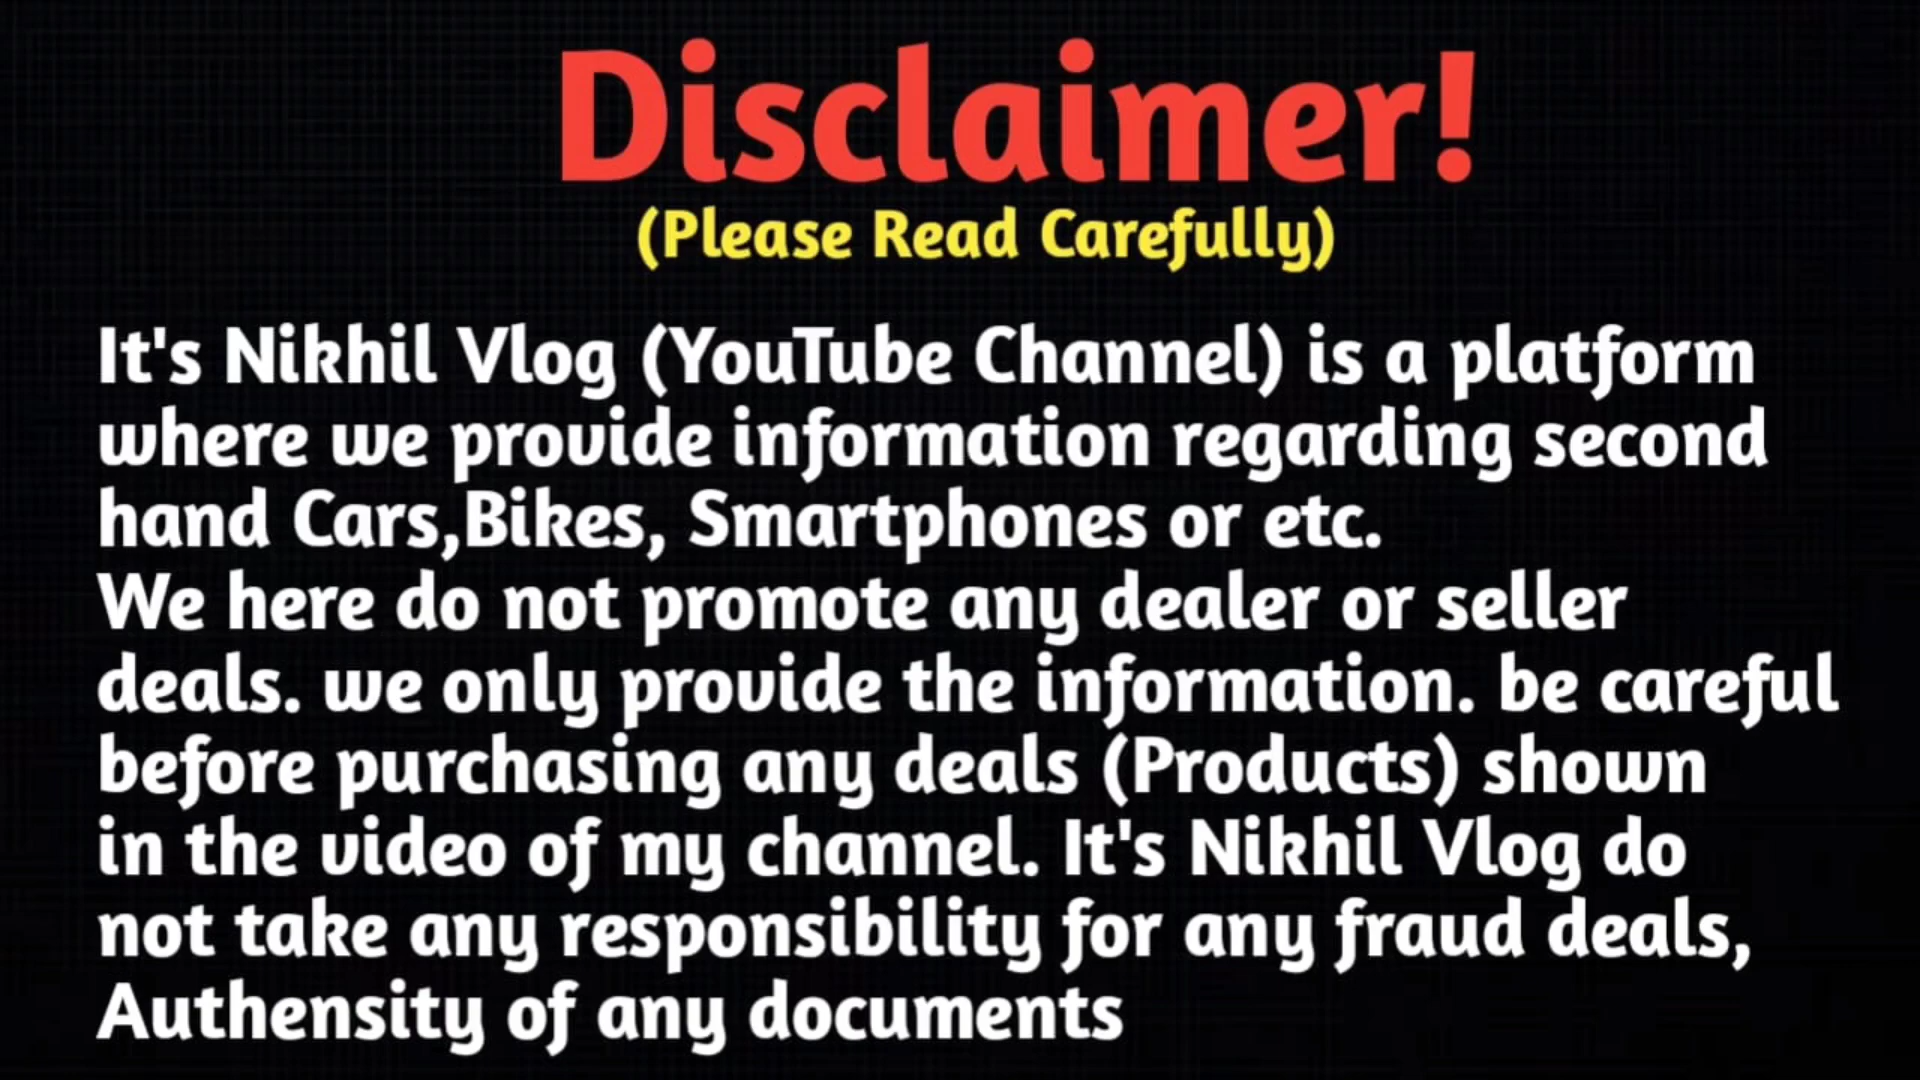 Disclaimer!
(Please Read Carefully)
It's Nikhil Vlog (YouTube Channel) is a platform
where we provide information regarding second
hand Cars,Bikes, Smartphones or etc.
We here do not promote any dealer or seller
deals. we only provide the information. be careful
before purchasing any deals (Products) shown
in the video of my channel. It's Nikhil Vlog do
not take any responsibility for any fraud deals,
Authensity of any documents